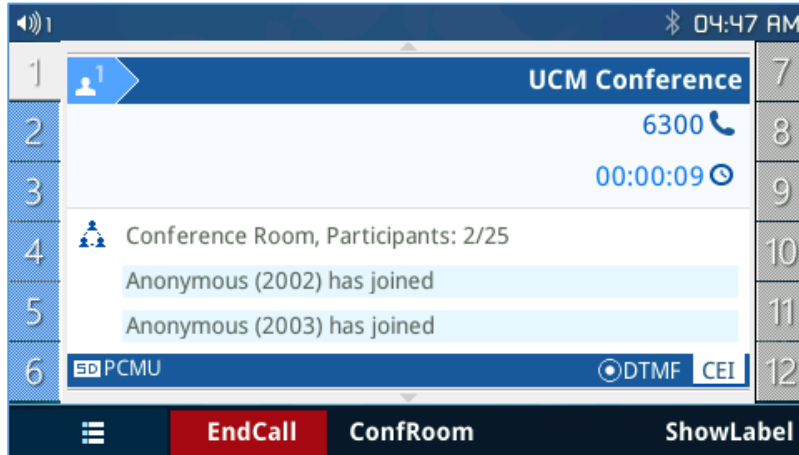 1 04:47 AM
1 1 UCM Conference 7
2 6300 8
3 00:00:09 9
4 Conference Room, Participants: 2/25 10
Anonymous (2002) has joined
5 Anonymous (2003) has joined 11
6 SD PCMU DTMF CEI 12
EndCall ConfRoom ShowLabel